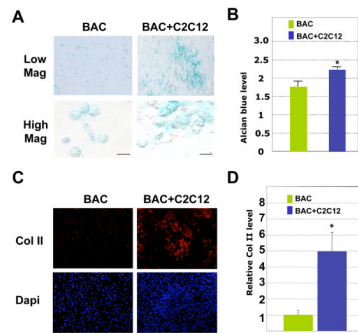 A
BAC
BAC+C2C12
Low
Mag
High
Mag
B
BAC
BAC+C2C12
Alcian blue level
3.0
2.5
2
1.5
1
0.5
0
*
C
BAC
BAC+C2C12
Col II
Dapi
D
BAC
BAC+C2C12
Relative Col II level
8
7
6
5
4
3
2
1
*